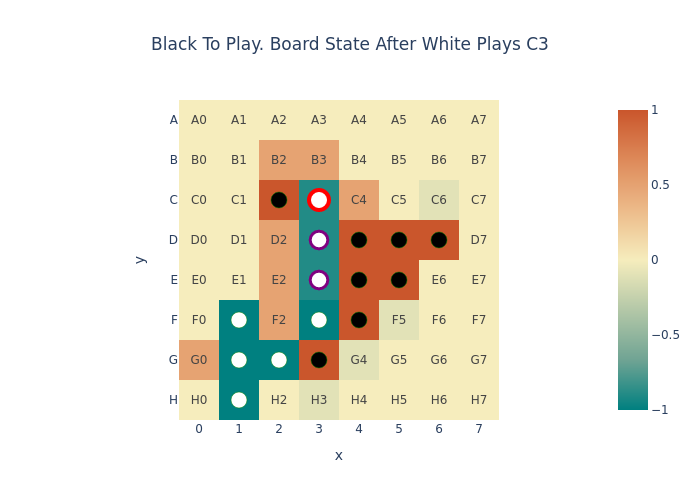 Black To Play. Board State After White Plays C3
A A0 A1 A2 A3 A4 A5 A6 A7
B B0 B1 B2 B3 B4 B5 B6 B7
C C0 C1 C4 C5 C6 C7
D D0 D1 D2 D7
E E0 E1 E2 E6 E7
F F0 F2 F5 F6 F7
G G0 G4 G5 G6 G7
H H0 H2 H3 H4 H5 H6 H7
0 1 2 3 4 5 6 7
x
y
1
0.5
0
−0.5
−1